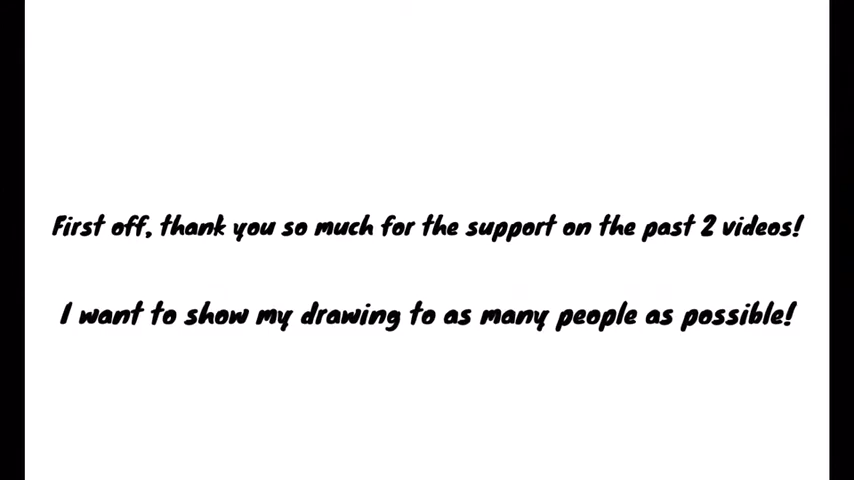 First off, thank you so much for the support on the past 2 videos!
I want to show my drawing to as many people as possible!